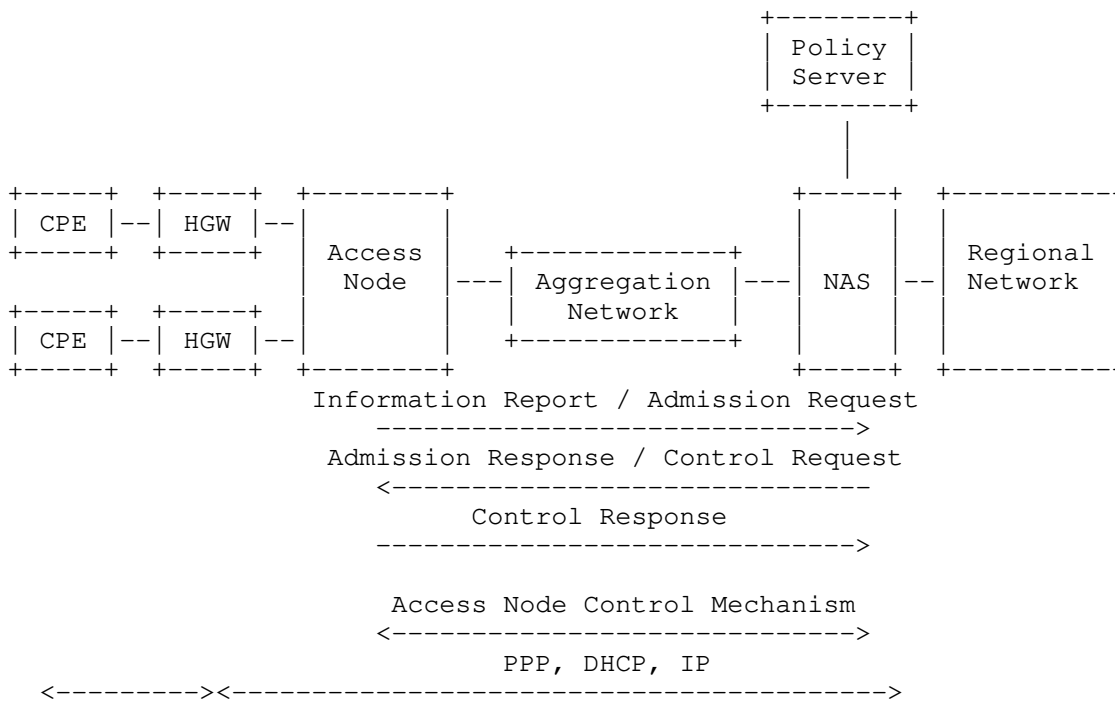 Policy
Server
CPE HGW
Access Regional
Node Aggregation NAS Network
Network
CPE HGW
Information Report / Admission Request
Admission Response / Control Request
Control Response
Access Node Control Mechanism
PPP, DHCP, IP